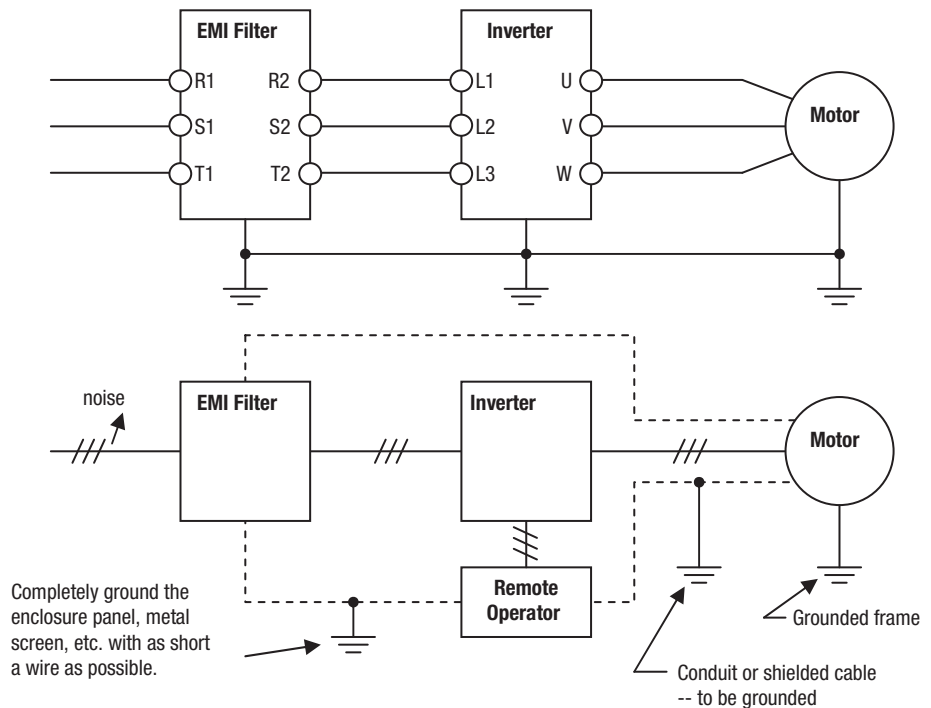 EMI Filter
Inverter
R1
R2
L1
U
Motor
S1
S2
L2
V
T1
T2
L3
W
noise
EMI Filter
Inverter
Motor
Completely ground the
enclosure panel, metal
screen, etc. with as short
a wire as possible.
Remote
Operator
Grounded frame
Conduit or shielded cable
-- to be grounded